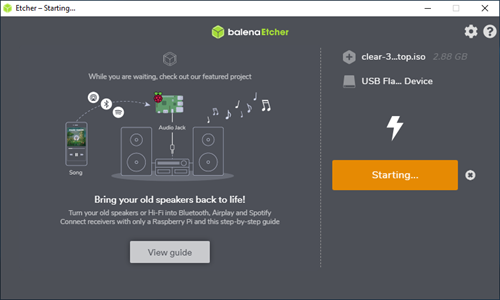 Etcher – Starting...
balenaEtcher
While you are waiting, check out our featured project
Audio Jack
Song
Bring your old speakers back to life!
Turn your old speakers or Hi-Fi into Bluetooth, Airplay and Spotify
Connect receivers with only a Raspberry Pi and this step-by-step guide
View guide
clear-3...top.iso 2.88 GB
USB Fla... Device
Starting...